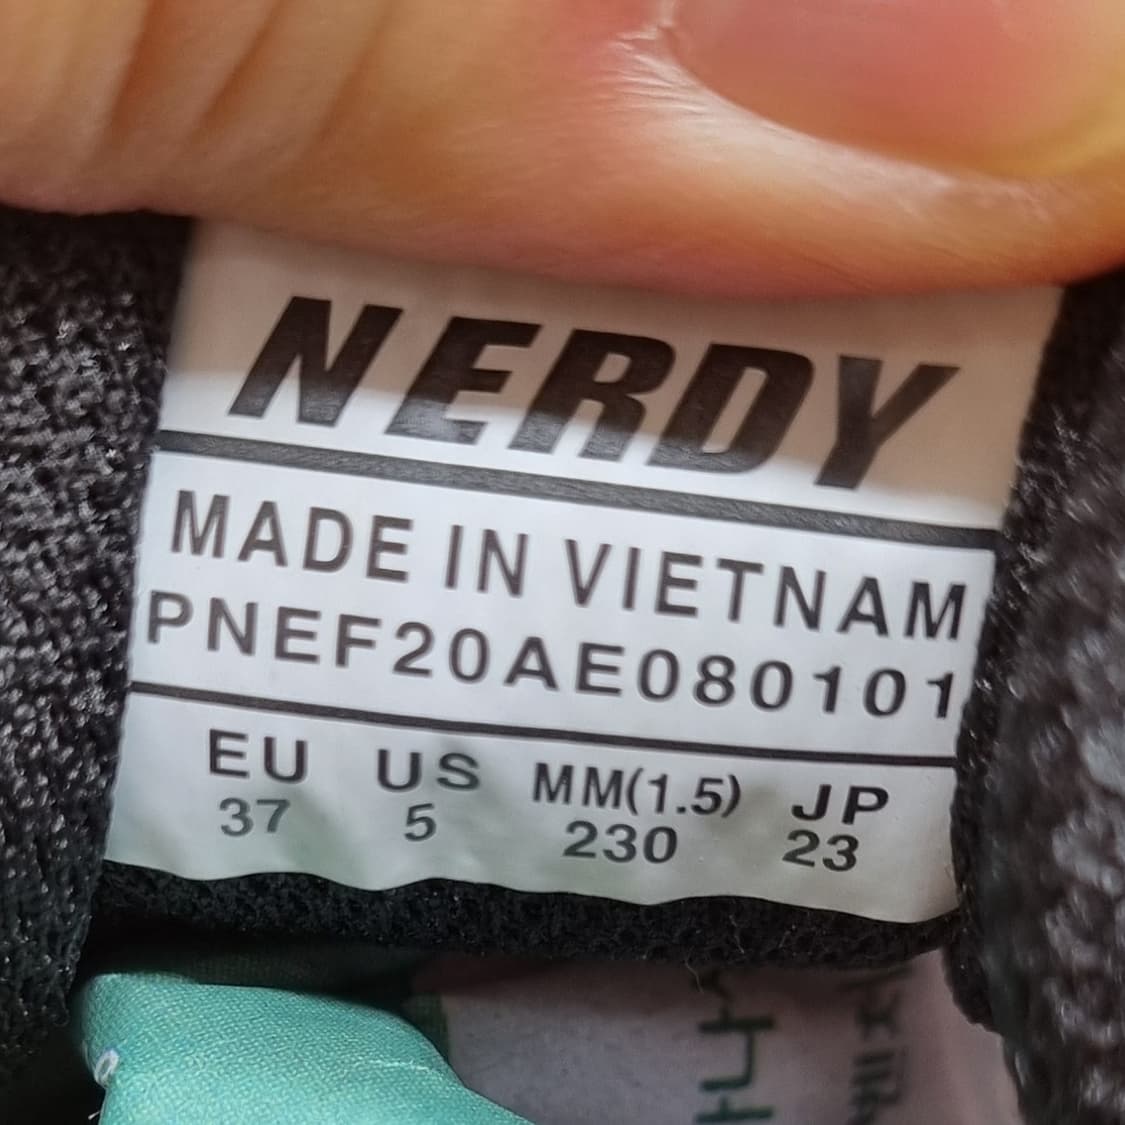 NERDY
MADE IN VIETNAM
PNEF20AE080101
EU US MM(1.5) JP
37 5 230 23